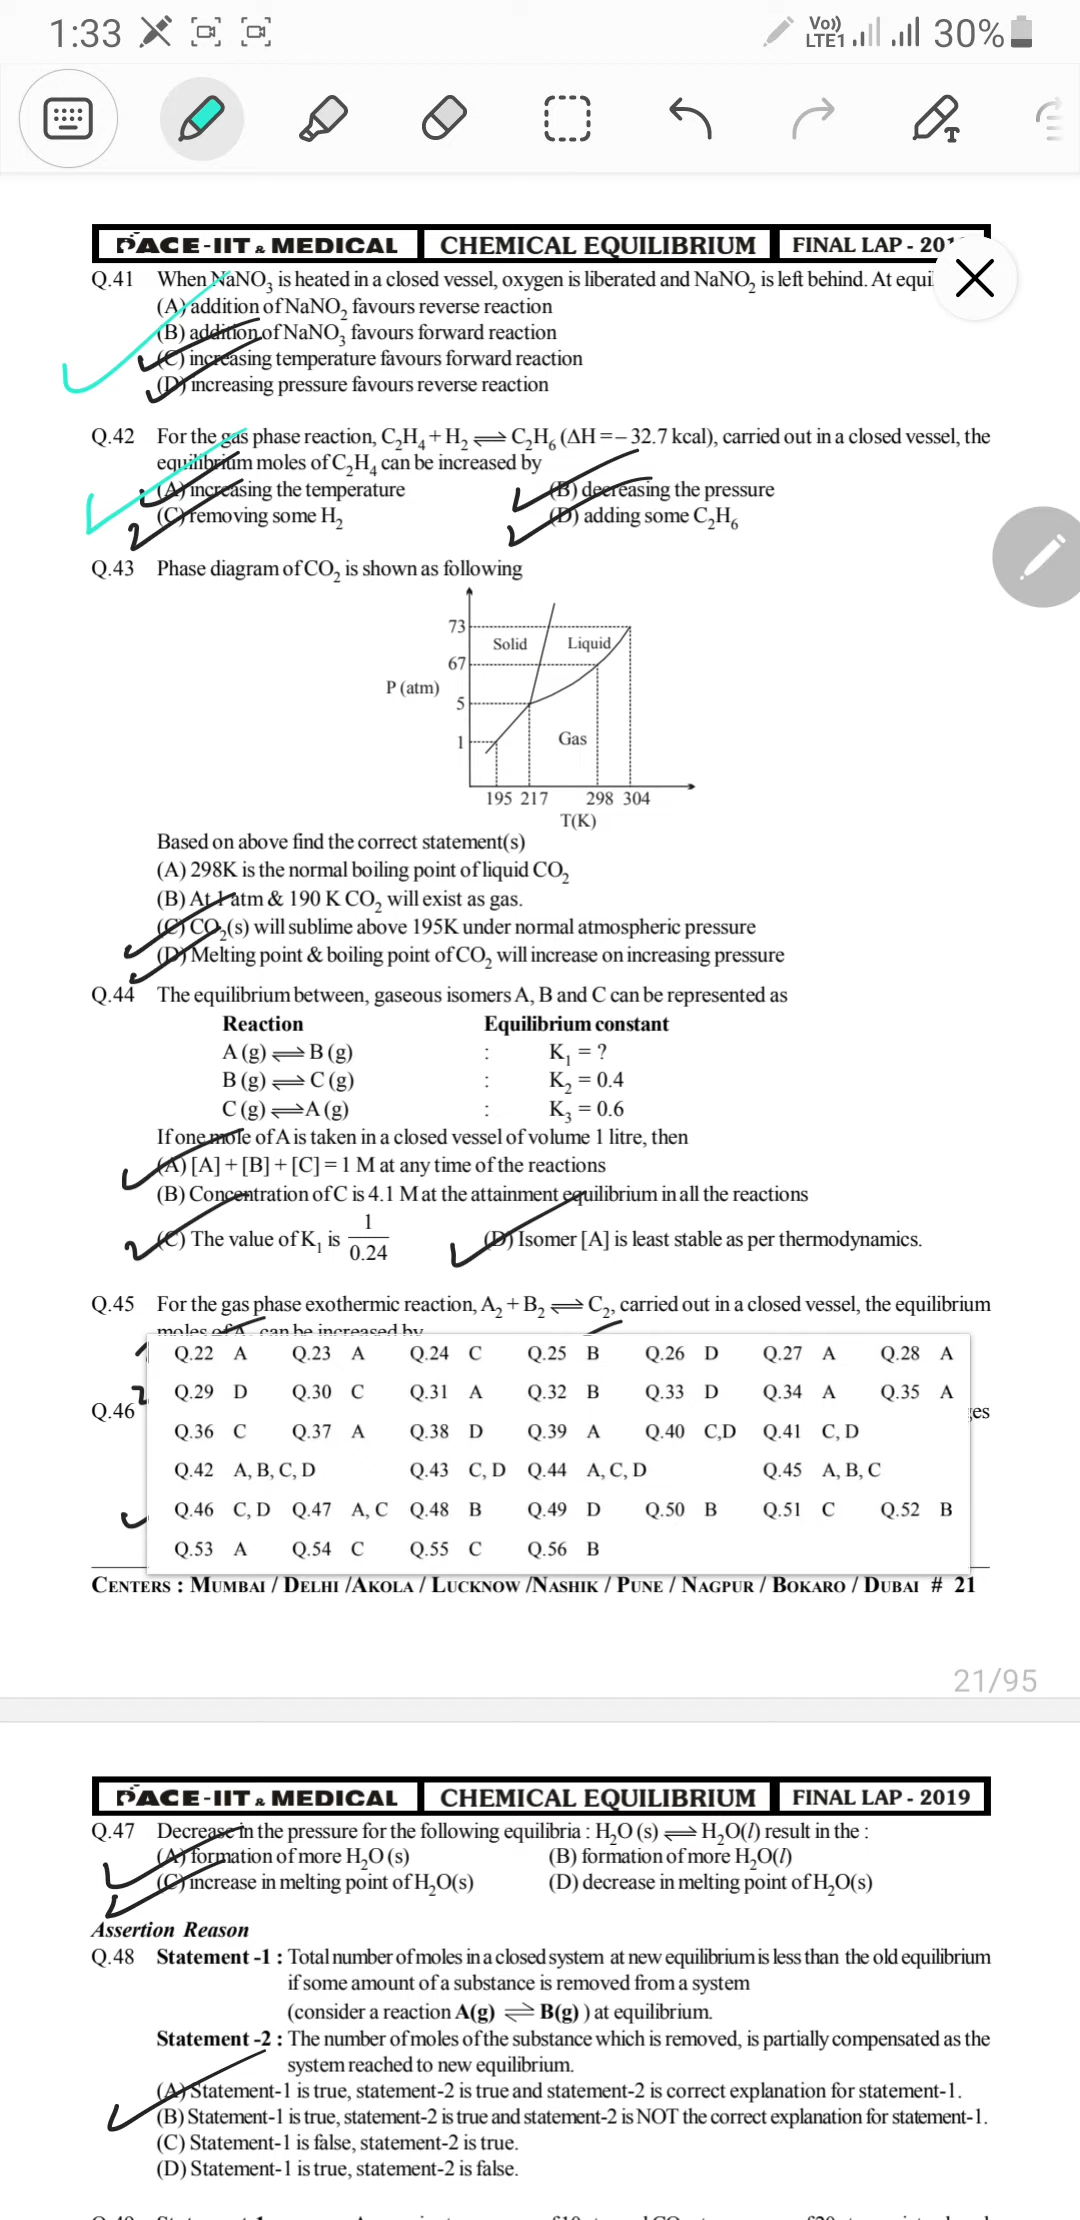 1:33 Vo)) LTE1 30%
PACE-IIT & MEDICAL CHEMICAL EQUILIBRIUM FINAL LAP - 201
Q.41 When NaNO₃ is heated in a closed vessel, oxygen is liberated and NaNO₂ is left behind. At equi
(A) addition of NaNO₂ favours reverse reaction
(B) addition of NaNO₃ favours forward reaction
(C) increasing temperature favours forward reaction
(D) increasing pressure favours reverse reaction
Q.42 For the gas phase reaction, C₂H₄ + H₂ ⇌ C₂H₆ (ΔH = – 32.7 kcal), carried out in a closed vessel, the
equilibrium moles of C₂H₄ can be increased by
(A) increasing the temperature (B) decreasing the pressure
(C) removing some H₂ (D) adding some C₂H₆
Q.43 Phase diagram of CO₂ is shown as following
73
Solid Liquid
67
P (atm)
5
1 Gas
195 217 298 304
T(K)
Based on above find the correct statement(s)
(A) 298K is the normal boiling point of liquid CO₂
(B) At 1 atm & 190 K CO₂ will exist as gas.
(C) CO₂(s) will sublime above 195K under normal atmospheric pressure
(D) Melting point & boiling point of CO₂ will increase on increasing pressure
Q.44 The equilibrium between, gaseous isomers A, B and C can be represented as
Reaction Equilibrium constant
A (g) ⇌ B (g) : K₁ = ?
B (g) ⇌ C (g) : K₂ = 0.4
C (g) ⇌ A (g) : K₃ = 0.6
If one mole of A is taken in a closed vessel of volume 1 litre, then
(A) [A] + [B] + [C] = 1 M at any time of the reactions
(B) Concentration of C is 4.1 M at the attainment equilibrium in all the reactions
(C) The value of K₁ is 1/0.24 (D) Isomer [A] is least stable as per thermodynamics.
Q.45 For the gas phase exothermic reaction, A₂ + B₂ ⇌ C₂, carried out in a closed vessel, the equilibrium
moles of A₂ can be increased by
Q.22 A Q.23 A Q.24 C Q.25 B Q.26 D Q.27 A Q.28 A
Q.29 D Q.30 C Q.31 A Q.32 B Q.33 D Q.34 A Q.35 A
Q.46 ges
Q.36 C Q.37 A Q.38 D Q.39 A Q.40 C,D Q.41 C, D
Q.42 A, B, C, D Q.43 C, D Q.44 A, C, D Q.45 A, B, C
Q.46 C, D Q.47 A, C Q.48 B Q.49 D Q.50 B Q.51 C Q.52 B
Q.53 A Q.54 C Q.55 C Q.56 B
CENTERS : MUMBAI / DELHI /AKOLA / LUCKNOW /NASHIK / PUNE / NAGPUR / BOKARO / DUBAI # 21
21/95
PACE-IIT & MEDICAL CHEMICAL EQUILIBRIUM FINAL LAP - 2019
Q.47 Decrease in the pressure for the following equilibria : H₂O (s) ⇌ H₂O(l) result in the :
(A) formation of more H₂O (s) (B) formation of more H₂O(l)
(C) increase in melting point of H₂O(s) (D) decrease in melting point of H₂O(s)
Assertion Reason
Q.48 Statement -1 : Total number of moles in a closed system at new equilibrium is less than the old equilibrium
if some amount of a substance is removed from a system
(consider a reaction A(g) ⇌ B(g) ) at equilibrium.
Statement -2 : The number of moles of the substance which is removed, is partially compensated as the
system reached to new equilibrium.
(A) Statement-1 is true, statement-2 is true and statement-2 is correct explanation for statement-1.
(B) Statement-1 is true, statement-2 is true and statement-2 is NOT the correct explanation for statement-1.
(C) Statement-1 is false, statement-2 is true.
(D) Statement-1 is true, statement-2 is false.